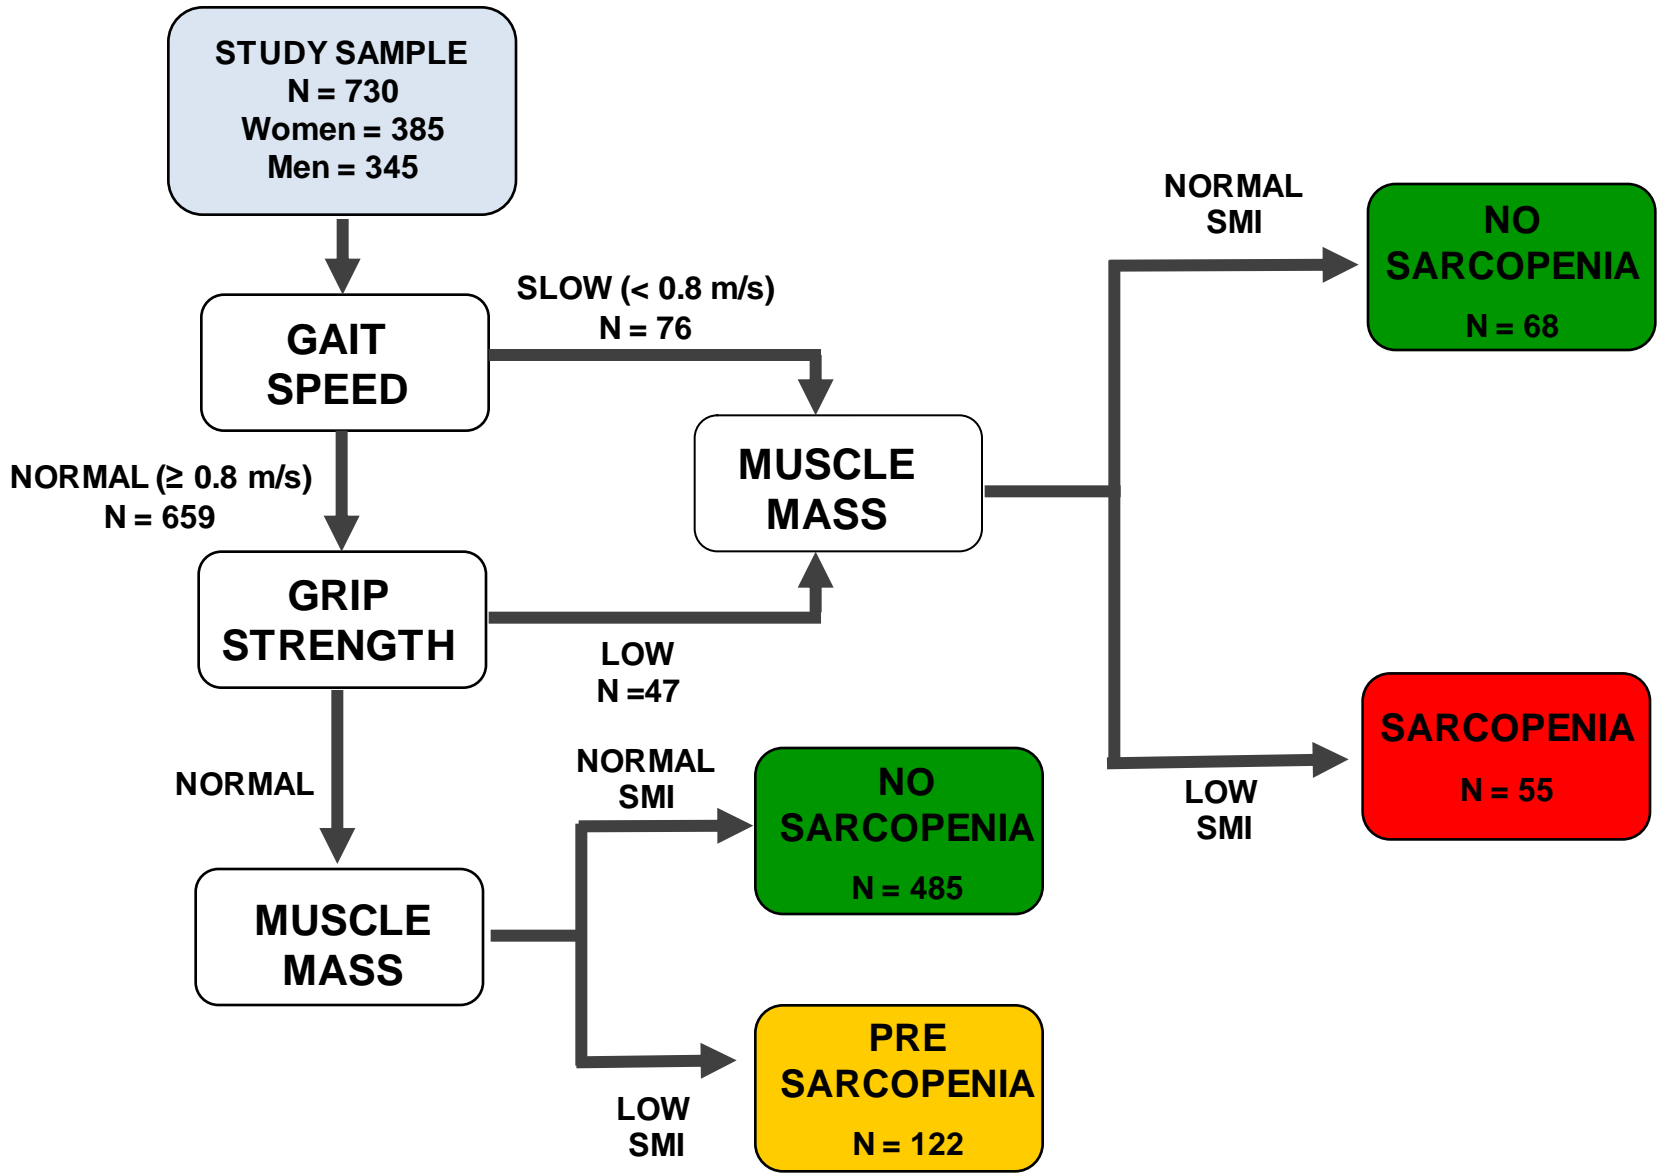 STUDY SAMPLE
N = 730
Women = 385
Men = 345
GAIT
SPEED
SLOW (< 0.8 m/s)
N = 76
NORMAL (≥ 0.8 m/s)
N = 659
GRIP
STRENGTH
LOW
N =47
MUSCLE
MASS
NORMAL
SMI
NO
SARCOPENIA
N = 68
LOW
SMI
SARCOPENIA
N = 55
NORMAL
MUSCLE
MASS
NORMAL
SMI
NO
SARCOPENIA
N = 485
LOW
SMI
PRE
SARCOPENIA
N = 122